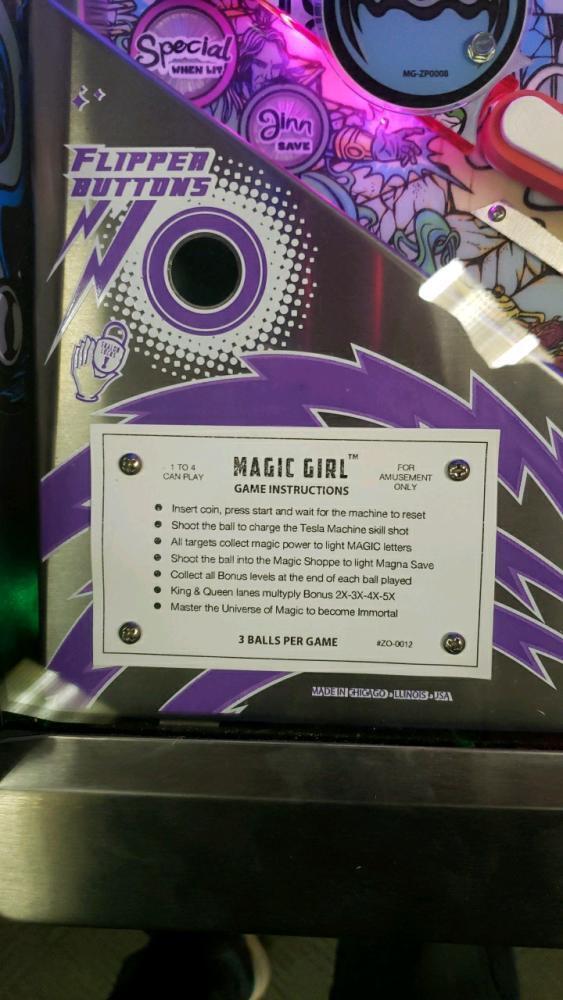 Special
WHEN LIT
MG-ZP0008
Jinn
SAVE
FLIPPER
BUTTONS
1 TO 4
CAN PLAY
MAGIC GIRL™
GAME INSTRUCTIONS
FOR
AMUSEMENT
ONLY
Insert coin, press start and wait for the machine to reset
Shoot the ball to charge the Tesla Machine skill shot
All targets collect magic power to light MAGIC letters
Shoot the ball into the Magic Shoppe to light Magna Save
Collect all Bonus levels at the end of each ball played
King & Queen lanes multyply Bonus 2X-3X-4X-5X
Master the Universe of Magic to become Immortal
3 BALLS PER GAME
#ZO-0012
MADE IN CHICAGO • ILLINOIS • USA